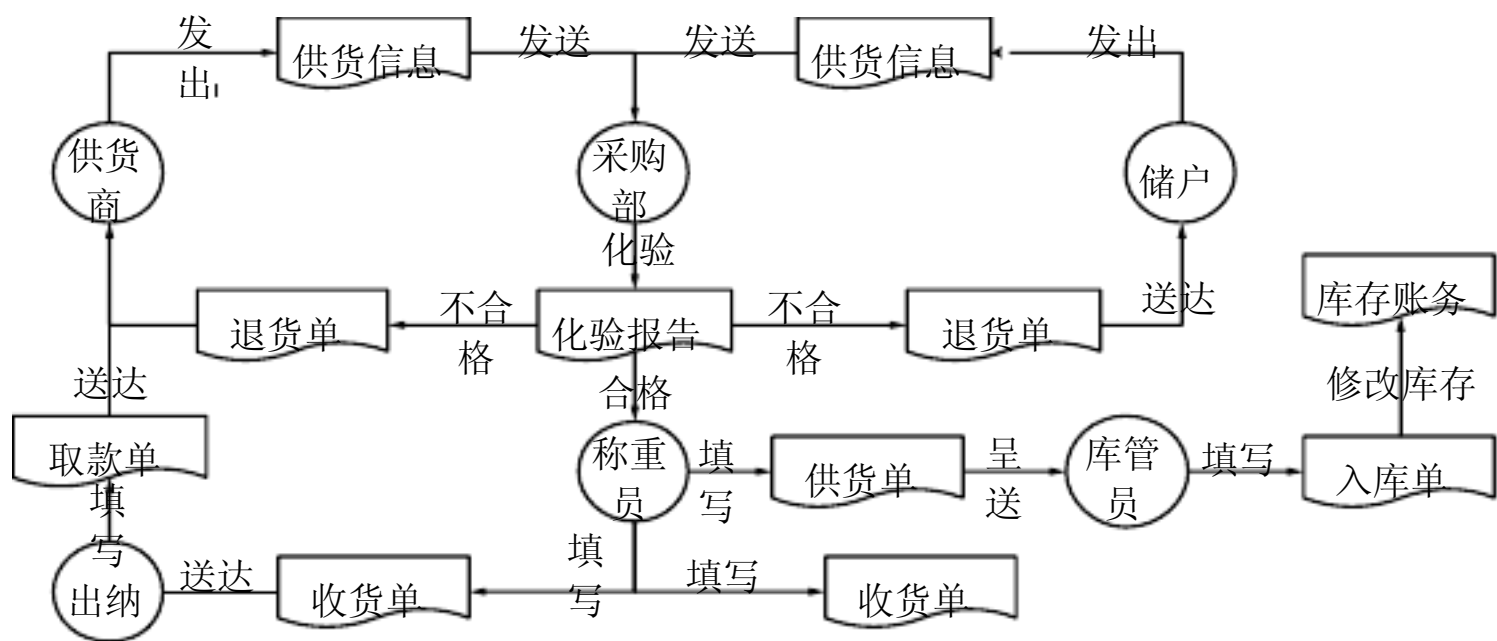 发
出
供货信息
发送
发送
供货信息
发出
供货
商
采购
部
储户
化验
退货单
不合
格
化验报告
不合
格
退货单
送达
库存账务
送达
合格
修改库存
取款单
称重
员
填
写
供货单
呈
送
库管
员
填写
入库单
填
写
出纳
送达
收货单
填
写
填写
收货单